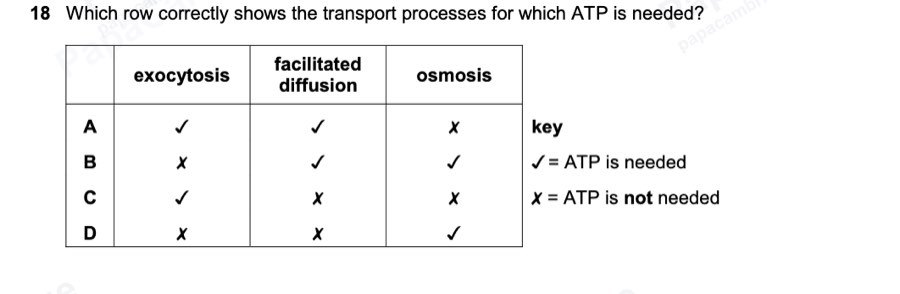 18 Which row correctly shows the transport processes for which ATP is needed?
exocytosis facilitated diffusion osmosis
A ✓ ✓ ✗
B ✗ ✓ ✓
C ✓ ✗ ✗
D ✗ ✗ ✓
key
✓ = ATP is needed
✗ = ATP is not needed